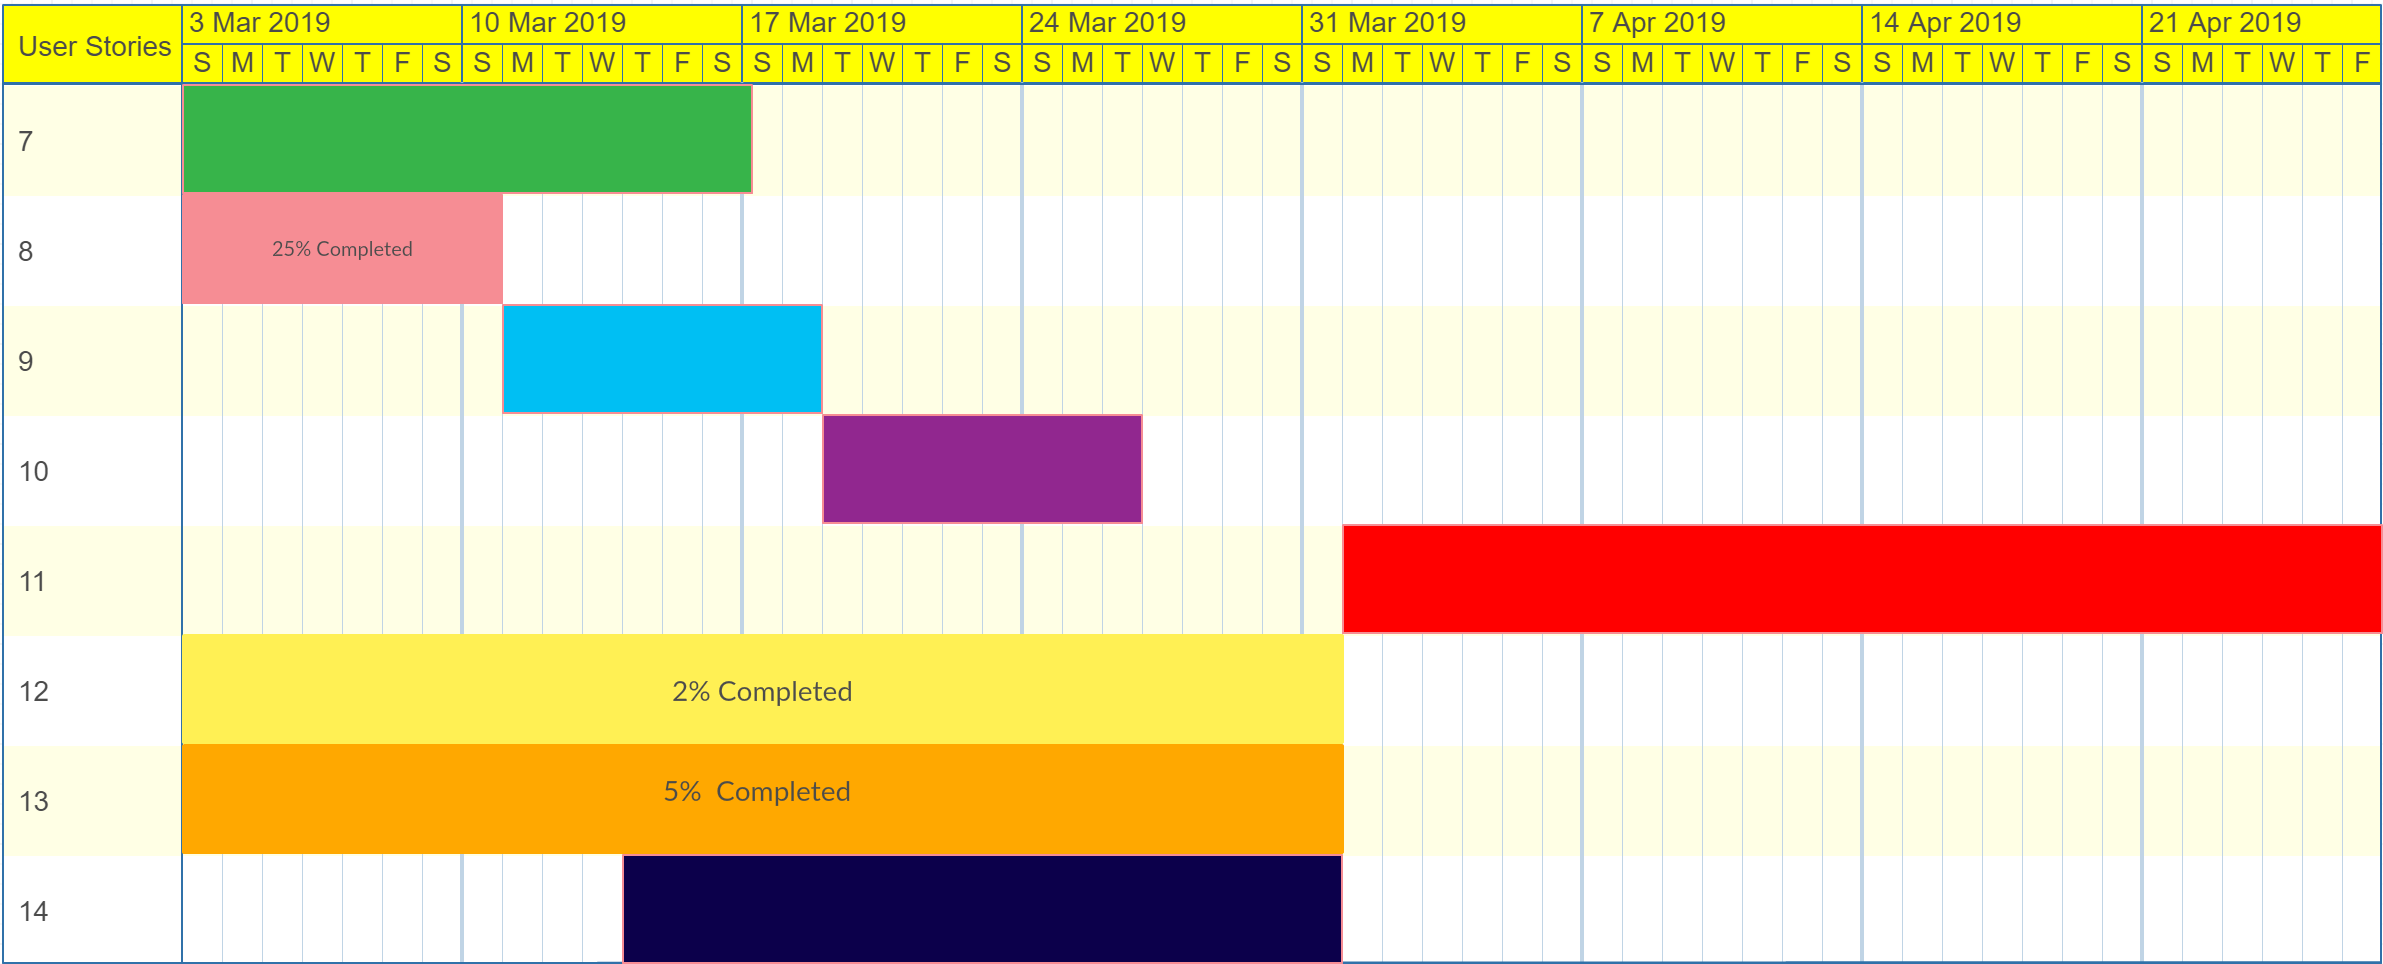 User Stories
3 Mar 2019 10 Mar 2019 17 Mar 2019 24 Mar 2019 31 Mar 2019 7 Apr 2019 14 Apr 2019 21 Apr 2019
S M T W T F S S M T W T F S S M T W T F S S M T W T F S S M T W T F S S M T W T F S S M T W T F S S M T W T F
7
8 25% Completed
9
10
11
12 2% Completed
13 5% Completed
14